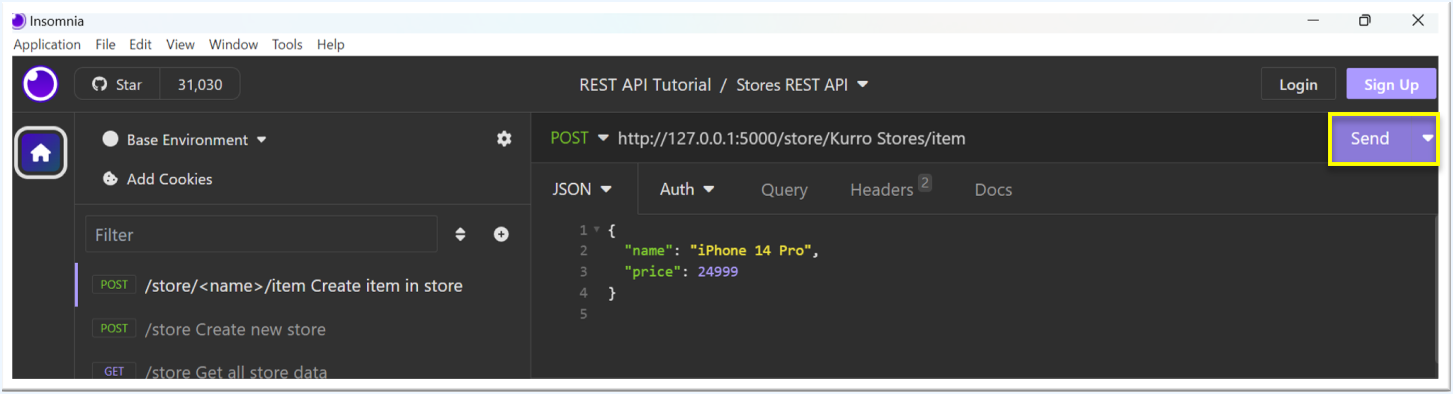 Insomnia
Application File Edit View Window Tools Help
Star 31,030 REST API Tutorial / Stores REST API Login Sign Up
Base Environment
Add Cookies
Filter
POST /store/<name>/item Create item in store
POST /store Create new store
GET /store Get all store data
POST http://127.0.0.1:5000/store/Kurro Stores/item Send
JSON Auth Query Headers 2 Docs
1 {
2 "name": "iPhone 14 Pro",
3 "price": 24999
4 }
5